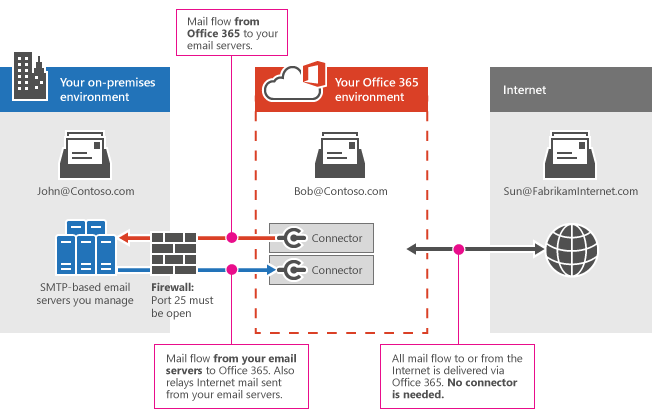 Mail flow from
Office 365 to your
email servers.
Your on-premises
environment
Your Office 365
environment
Internet
John@Contoso.com
Bob@Contoso.com
Sun@FabrikamInternet.com
Connector
Connector
SMTP-based email
servers you manage
Firewall:
Port 25 must
be open
Mail flow from your email
servers to Office 365. Also
relays Internet mail sent
from your email servers.
All mail flow to or from the
Internet is delivered via
Office 365. No connector
is needed.